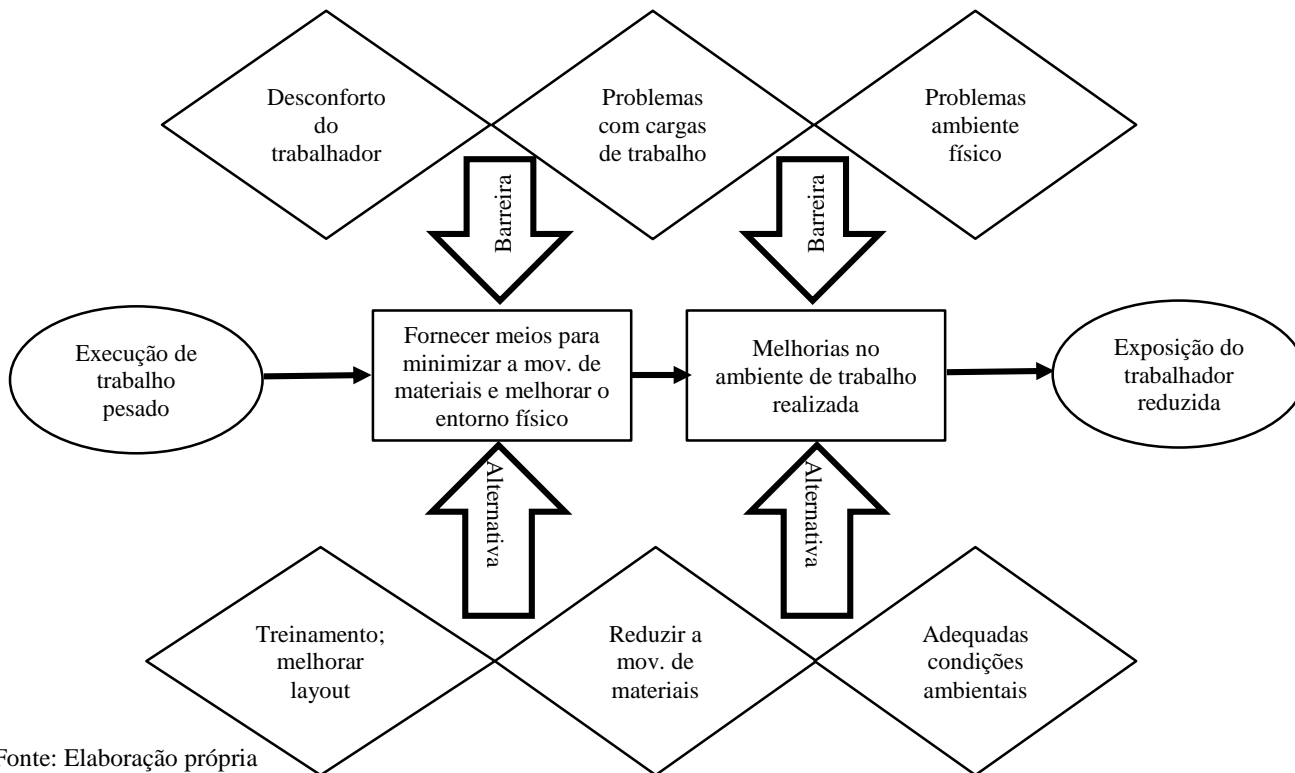 Desconforto
do
trabalhador
Problemas
com cargas
de trabalho
Problemas
ambiente
físico
Barreira
Barreira
Execução de
trabalho
pesado
Fornecer meios para
minimizar a mov. de
materiais e melhorar o
entorno físico
Melhorias no
ambiente de trabalho
realizada
Exposição do
trabalhador
reduzida
Alternativa
Alternativa
Treinamento;
melhorar
layout
Reduzir a
mov. de
materiais
Adequadas
condições
ambientais
Fonte: Elaboração própria